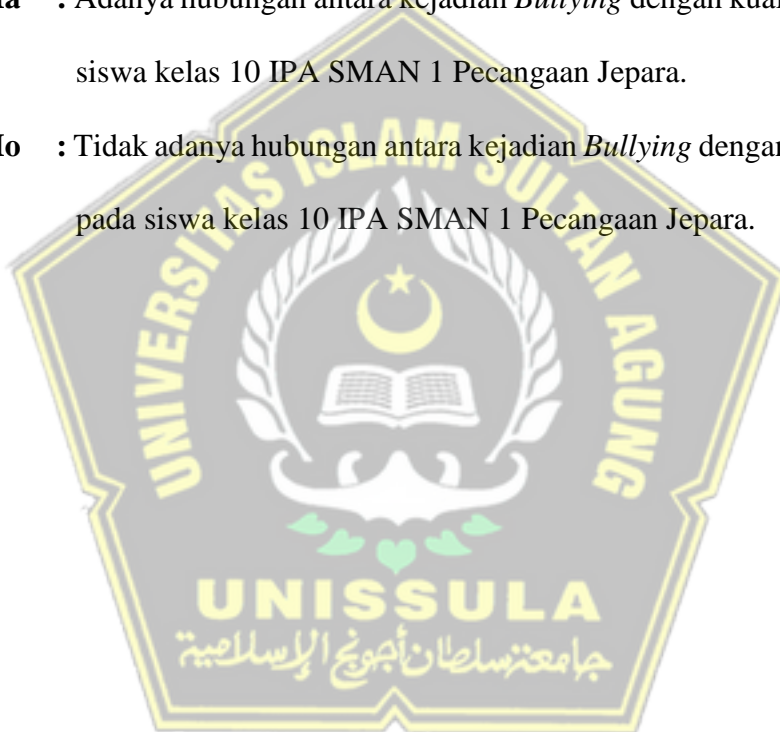 : Adanya hubungan antara kejadian Bullying dengan
siswa kelas 10 IPA SMAN 1 Pecangaan Jepara.
: Tidak adanya hubungan antara kejadian Bullying dengan
pada siswa kelas 10 IPA SMAN 1 Pecangaan Jepara.
UNIVERSITAS ISLAM SULTAN AGUNG
UNISSULA
جامعة سلطان أجونج الإسلامية